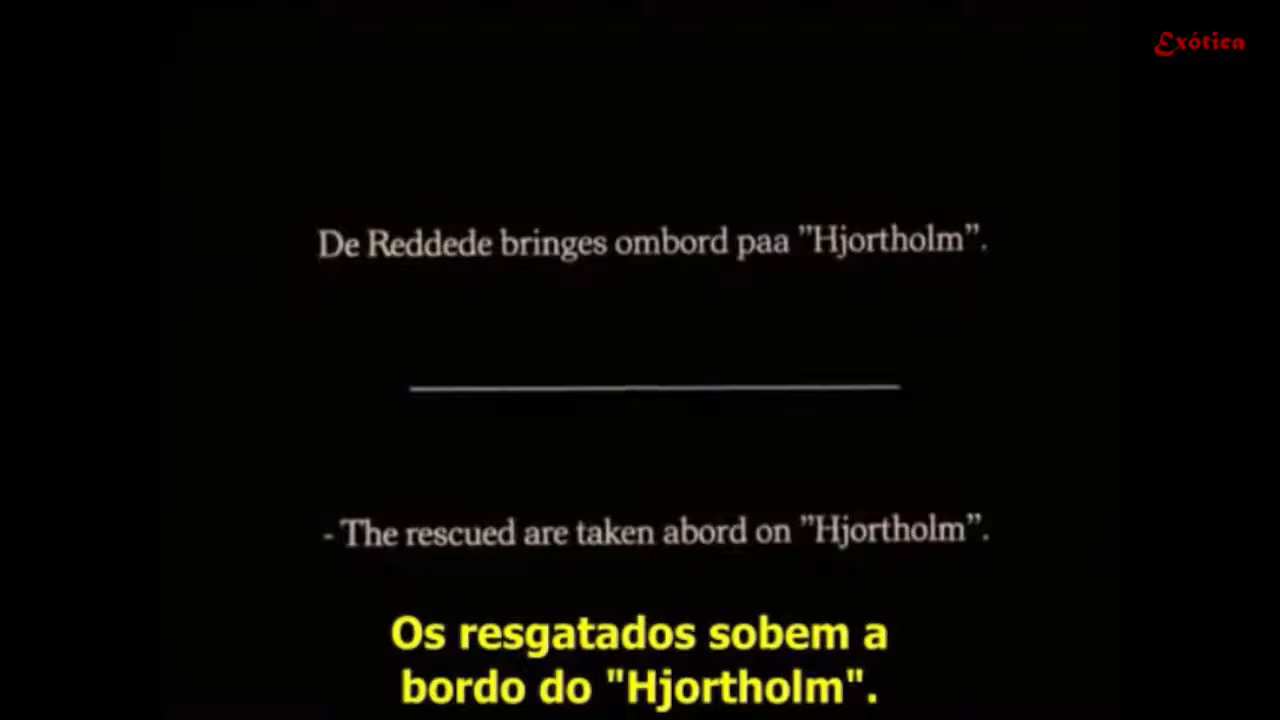 Exótica
De Reddede bringes ombord paa ”Hjortholm”.
- The rescued are taken abord on ”Hjortholm”.
Os resgatados sobem a
bordo do "Hjortholm".